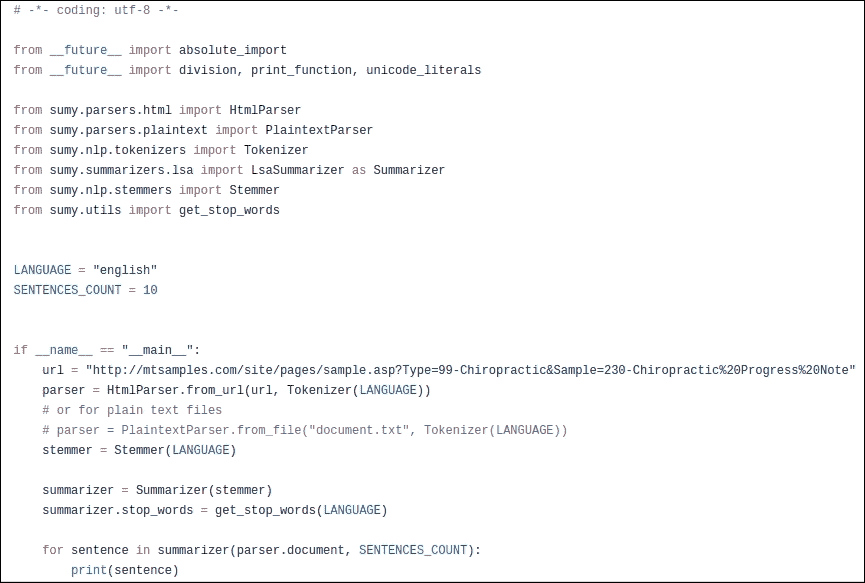 # -*- coding: utf-8 -*-
from __future__ import absolute_import
from __future__ import division, print_function, unicode_literals
from sumy.parsers.html import HtmlParser
from sumy.parsers.plaintext import PlaintextParser
from sumy.nlp.tokenizers import Tokenizer
from sumy.summarizers.lsa import LsaSummarizer as Summarizer
from sumy.nlp.stemmers import Stemmer
from sumy.utils import get_stop_words
LANGUAGE = "english"
SENTENCES_COUNT = 10
if __name__ == "__main__":
    url = "http://mtsamples.com/site/pages/sample.asp?Type=99-Chiropractic&Sample=230-Chiropractic%20Progress%20Note"
    parser = HtmlParser.from_url(url, Tokenizer(LANGUAGE))
    # or for plain text files
    # parser = PlaintextParser.from_file("document.txt", Tokenizer(LANGUAGE))
    stemmer = Stemmer(LANGUAGE)
    summarizer = Summarizer(stemmer)
    summarizer.stop_words = get_stop_words(LANGUAGE)
    for sentence in summarizer(parser.document, SENTENCES_COUNT):
        print(sentence)